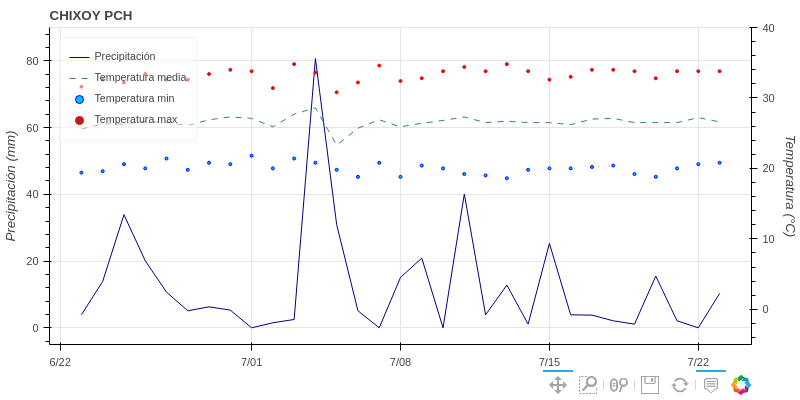 CHIXOY PCH
Precipitación
Temperatura media
Temperatura min
Temperatura max
Precipitación (mm)
80
60
40
20
0
40
30
20
10
0
Temperatura (°C)
6/22 7/01 7/08 7/15 7/22